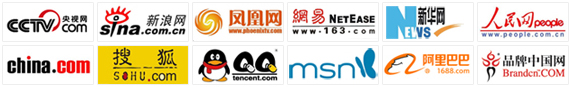 CCTV 央视网
.com
sina 新浪网
.com.cn
凤凰网
www.phoenixtv.com
網易 NETEASE
www.163.com
新华网
NEWS
人民网 people
www.people.com.cn
china.com
搜狐
SOHU.com
QQ
tencent.com
msn
阿里巴巴
1688.com
品牌中国网
Brandcn.COM